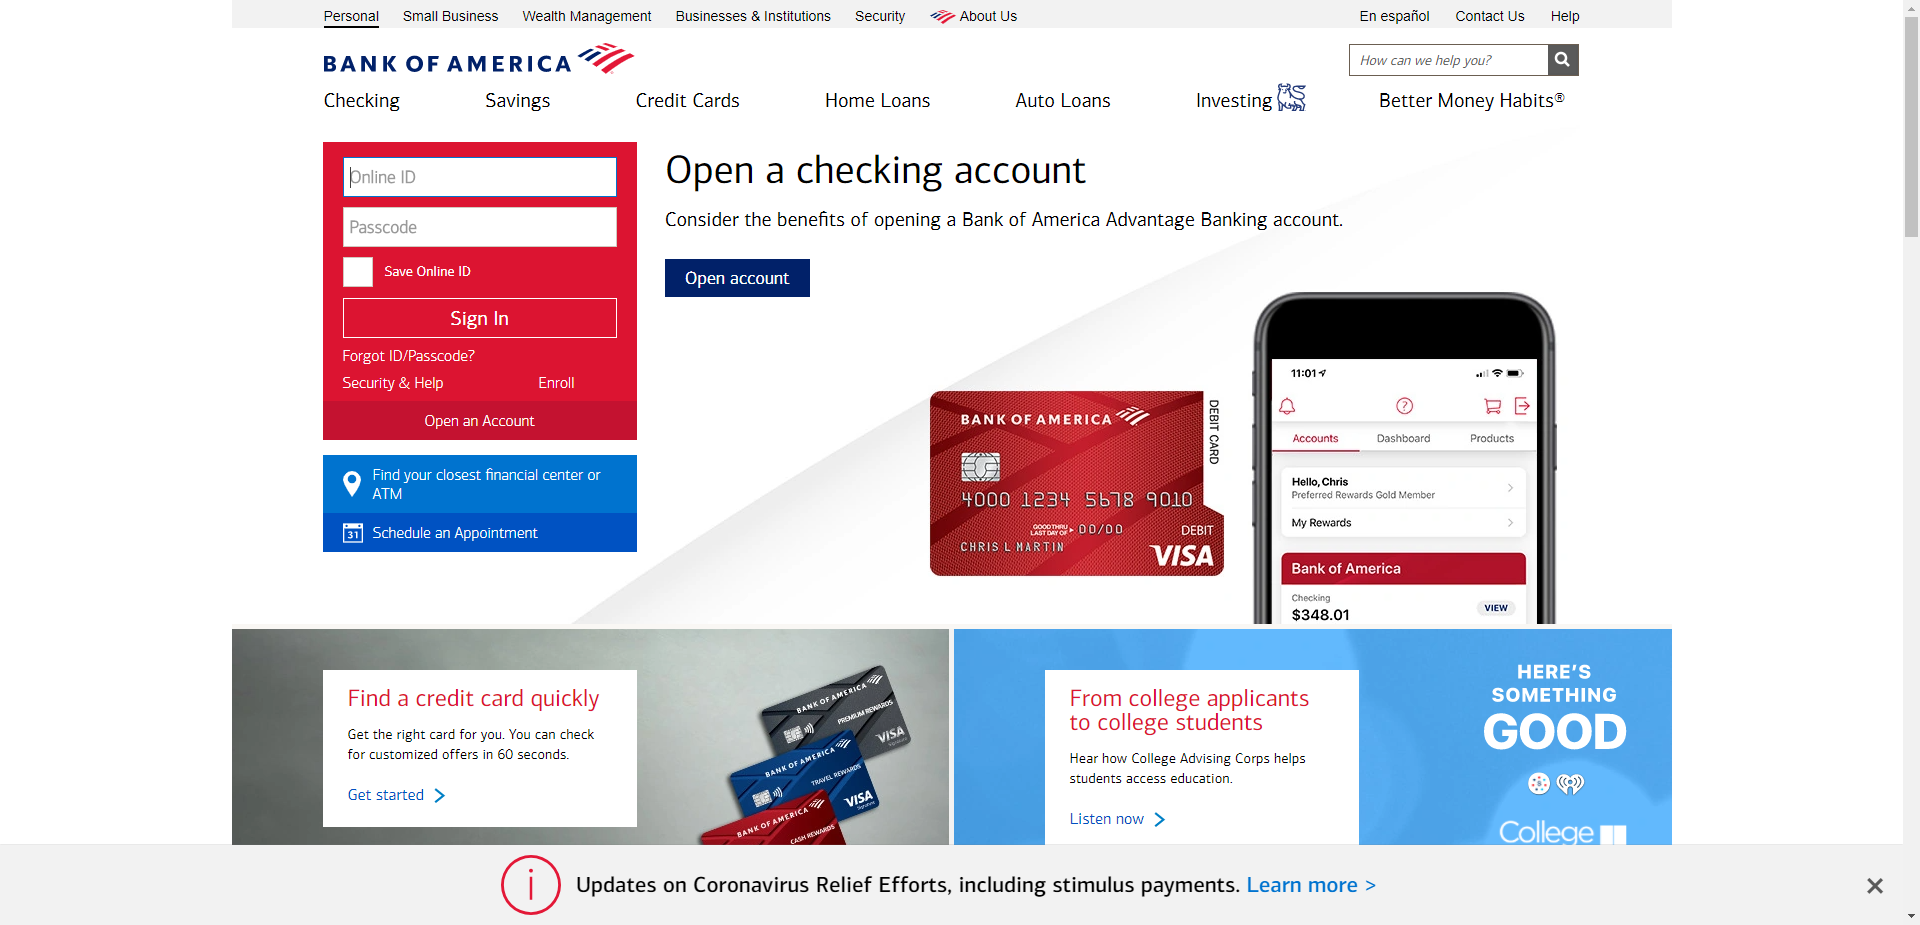 Personal
Small Business
Wealth Management
Businesses & Institutions
Security
About Us
En español
Contact Us
Help
BANK OF AMERICA
How can we help you?
Checking
Savings
Credit Cards
Home Loans
Auto Loans
Investing
Better Money Habits®
Online ID
Passcode
Save Online ID
Sign In
Forgot ID/Passcode?
Security & Help
Enroll
Open an Account
Find your closest financial center or
ATM
31
Schedule an Appointment
Open a checking account
Consider the benefits of opening a Bank of America Advantage Banking account.
Open account
BANK OF AMERICA
DEBIT CARD
4000 1234 5678 9010
GOOD THRU
LAST DAY OF
00/00
CHRIS L MARTIN
DEBIT
VISA
11:01
?
Accounts
Dashboard
Products
Hello, Chris
Preferred Rewards Gold Member
My Rewards
Bank of America
Checking
$348.01
VIEW
Find a credit card quickly
Get the right card for you. You can check
for customized offers in 60 seconds.
Get started
BANK OF AMERICA
PREMIUM REWARDS
VISA
Signature
BANK OF AMERICA
TRAVEL REWARDS
VISA
Signature
BANK OF AMERICA
CASH REWARDS
From college applicants
to college students
Hear how College Advising Corps helps
students access education.
Listen now
HERE'S
SOMETHING
GOOD
College
Updates on Coronavirus Relief Efforts, including stimulus payments. Learn more >